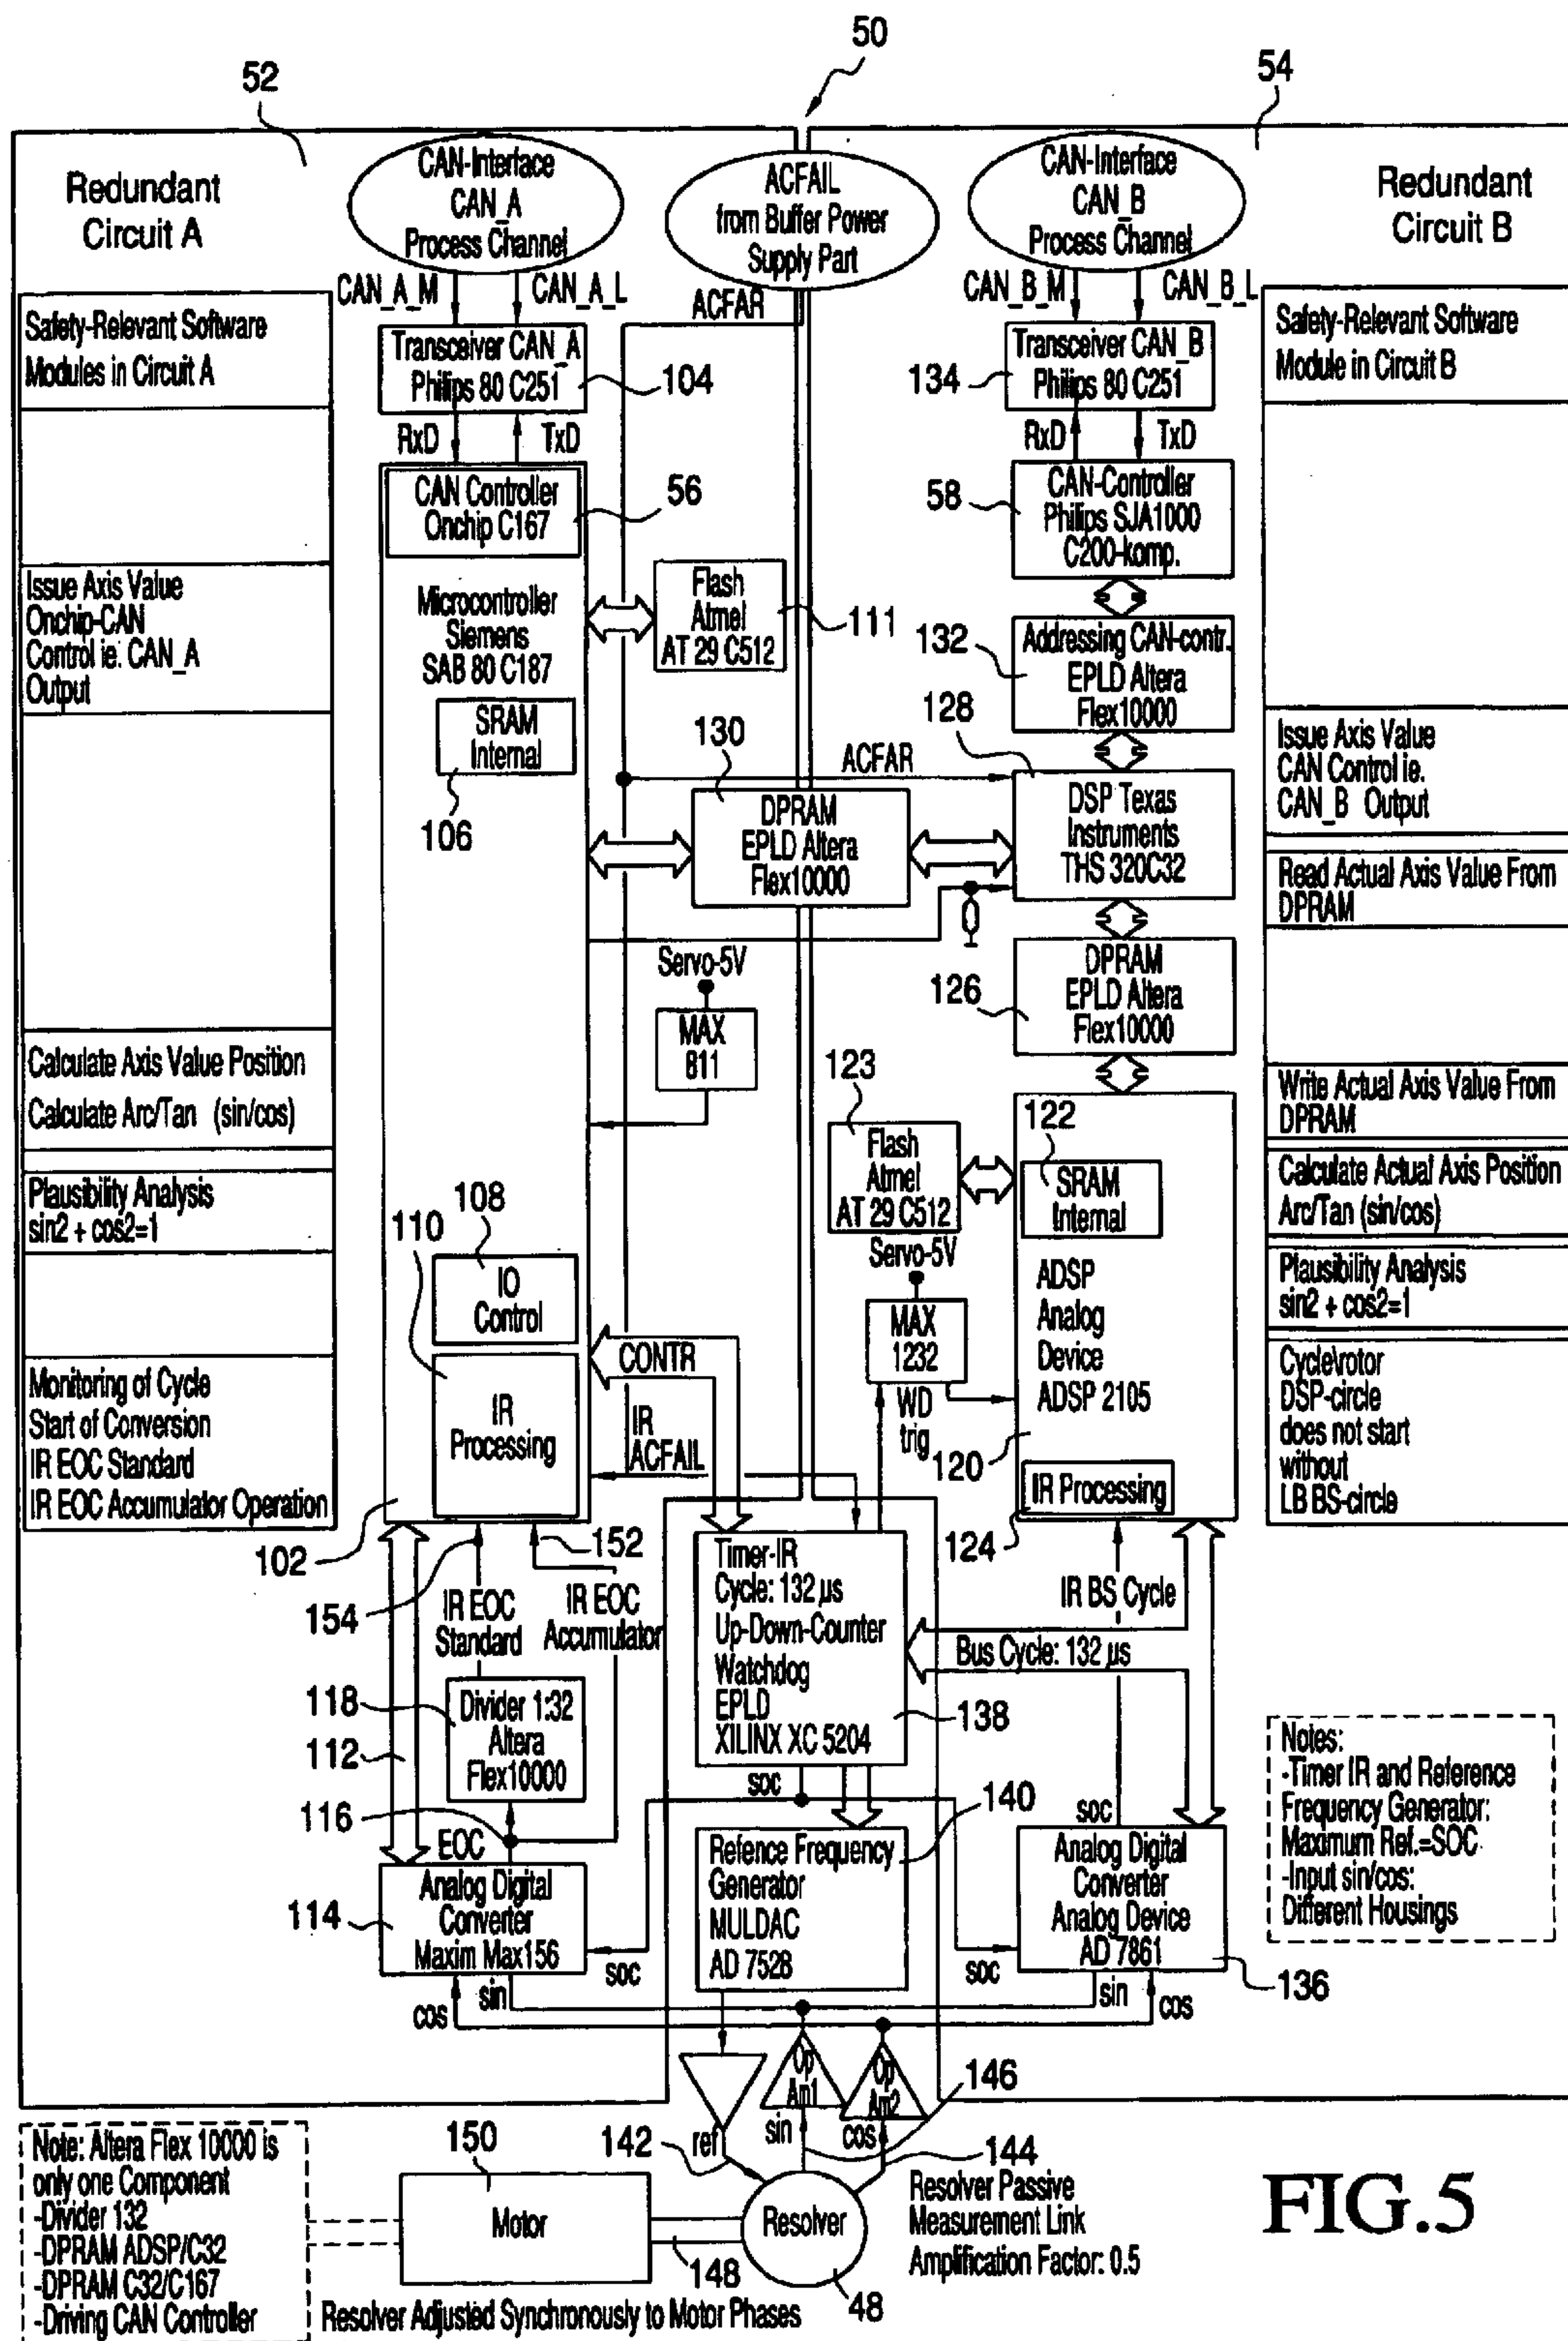 50
52
54
Redundant
Circuit A
CAN-Interface
CAN_A
Process Channel
ACFAIL
from Buffer Power
Supply Part
CAN-Interface
CAN_B
Process Channel
Redundant
Circuit B
CAN_A_M
CAN_A_L
ACFAR
CAN_B_M
CAN_B_L
Safety-Relevant Software
Modules in Circuit A
Transceiver CAN_A
Philips 80 C251
104
134
Transceiver CAN_B
Philips 80 C251
Safety-Relevant Software
Module in Circuit B
RxD
TxD
RxD
TxD
CAN Controller
Onchip C167
56
58
CAN-Controller
Philips SJA1000
C200-komp.
Issue Axis Value
Onchip-CAN
Control ie. CAN_A
Output
Microcontroller
Siemens
SAB 80 C187
Flash
Atmel
AT 29 C512
111
132
Addressing CAN-contr.
EPLD Altera
Flex10000
SRAM
Internal
106
130
128
ACFAR
Issue Axis Value
CAN Control ie.
CAN_B Output
DPRAM
EPLD Altera
Flex10000
DSP Texas
Instruments
THS 320C32
Read Actual Axis Value From
DPRAM
Servo-5V
MAX
811
126
DPRAM
EPLD Altera
Flex10000
Calculate Axis Value Position
Calculate Arc/Tan (sin/cos)
123
Write Actual Axis Value From
DPRAM
Flash
Atmel
AT 29 C512
122
SRAM
Internal
Calculate Actual Axis Position
Arc/Tan (sin/cos)
Plausibility Analysis
sin2 + cos2=1
108
110
IO
Control
Servo-5V
MAX
1232
ADSP
Analog
Device
ADSP 2105
Plausibility Analysis
sin2 + cos2=1
Monitoring of Cycle
Start of Conversion
IR EOC Standard
IR EOC Accumulator Operation
IR
Processing
CONTR
IR
ACFAIL
WD
trig
120
IR Processing
Cycle\rotor
DSP-circle
does not start
without
LB BS-circle
102
152
124
154
IR EOC
Standard
IR EOC
Accumulator
Timer-IR
Cycle: 132 µs
Up-Down-Counter
Watchdog
EPLD
XILINX XC 5204
138
IR BS Cycle
Bus Cycle: 132 µs
118
112
Divider 1:32
Altera
Flex10000
116
soc
140
soc
Notes:
-Timer IR and Reference
Frequency Generator:
Maximum Ref.=SOC
-Input sin/cos:
Different Housings
EOC
114
Analog Digital
Converter
Maxim Max156
soc
Refence Frequency
Generator
MULDAC
AD 7528
soc
Analog Digital
Converter
Analog Device
AD 7861
136
cos
sin
sin
cos
Op
Am1
Op
Am2
146
ref
sin
cos
142
144
Note: Altera Flex 10000 is
only one Component
-Divider 132
-DPRAM ADSP/C32
-DPRAM C32/C167
-Driving CAN Controller
150
Motor
148
Resolver
48
Resolver Passive
Measurement Link
Amplification Factor: 0.5
Resolver Adjusted Synchronously to Motor Phases
FIG.5